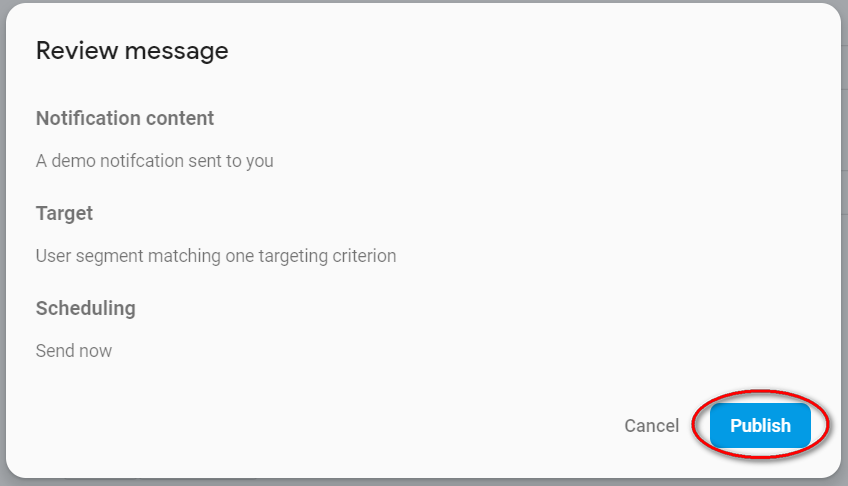 Review message
Notification content
A demo notifcation sent to you
Target
User segment matching one targeting criterion
Scheduling
Send now
Cancel Publish